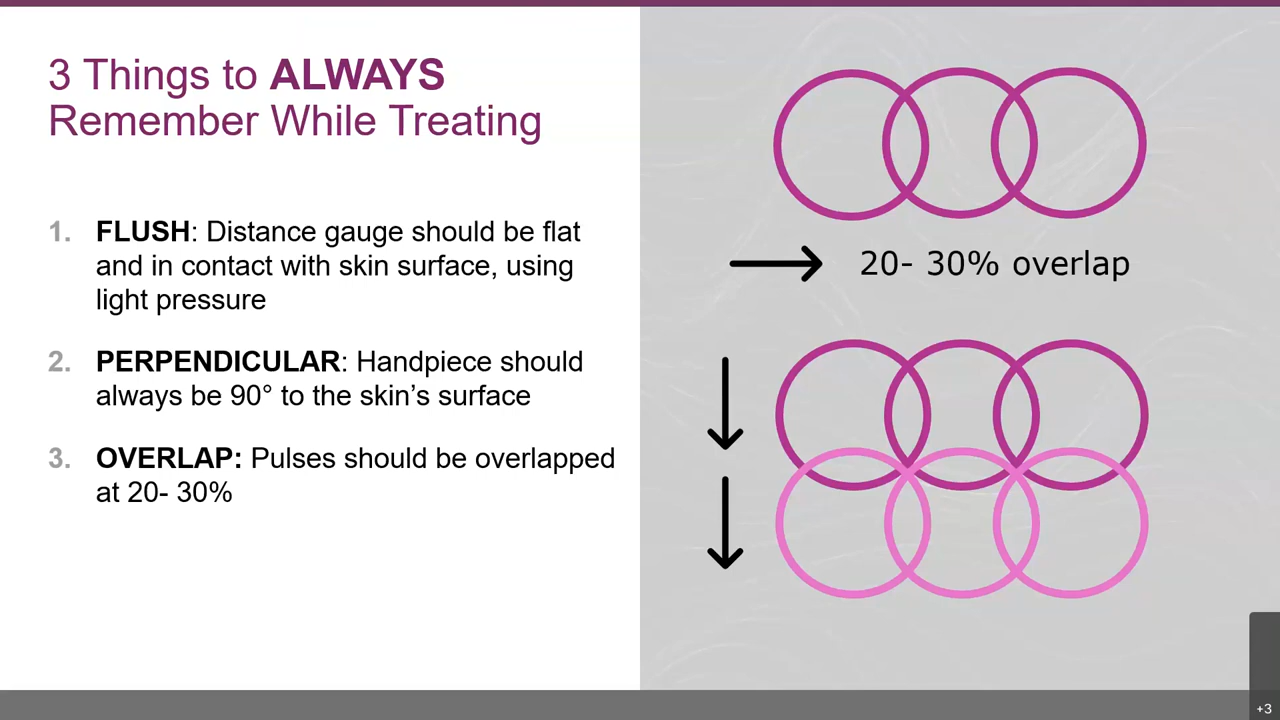 3 Things to ALWAYS
Remember While Treating
1. FLUSH: Distance gauge should be flat
and in contact with skin surface, using
light pressure
2. PERPENDICULAR: Handpiece should
always be 90° to the skin’s surface
3. OVERLAP: Pulses should be overlapped
at 20- 30%
20- 30% overlap
+3